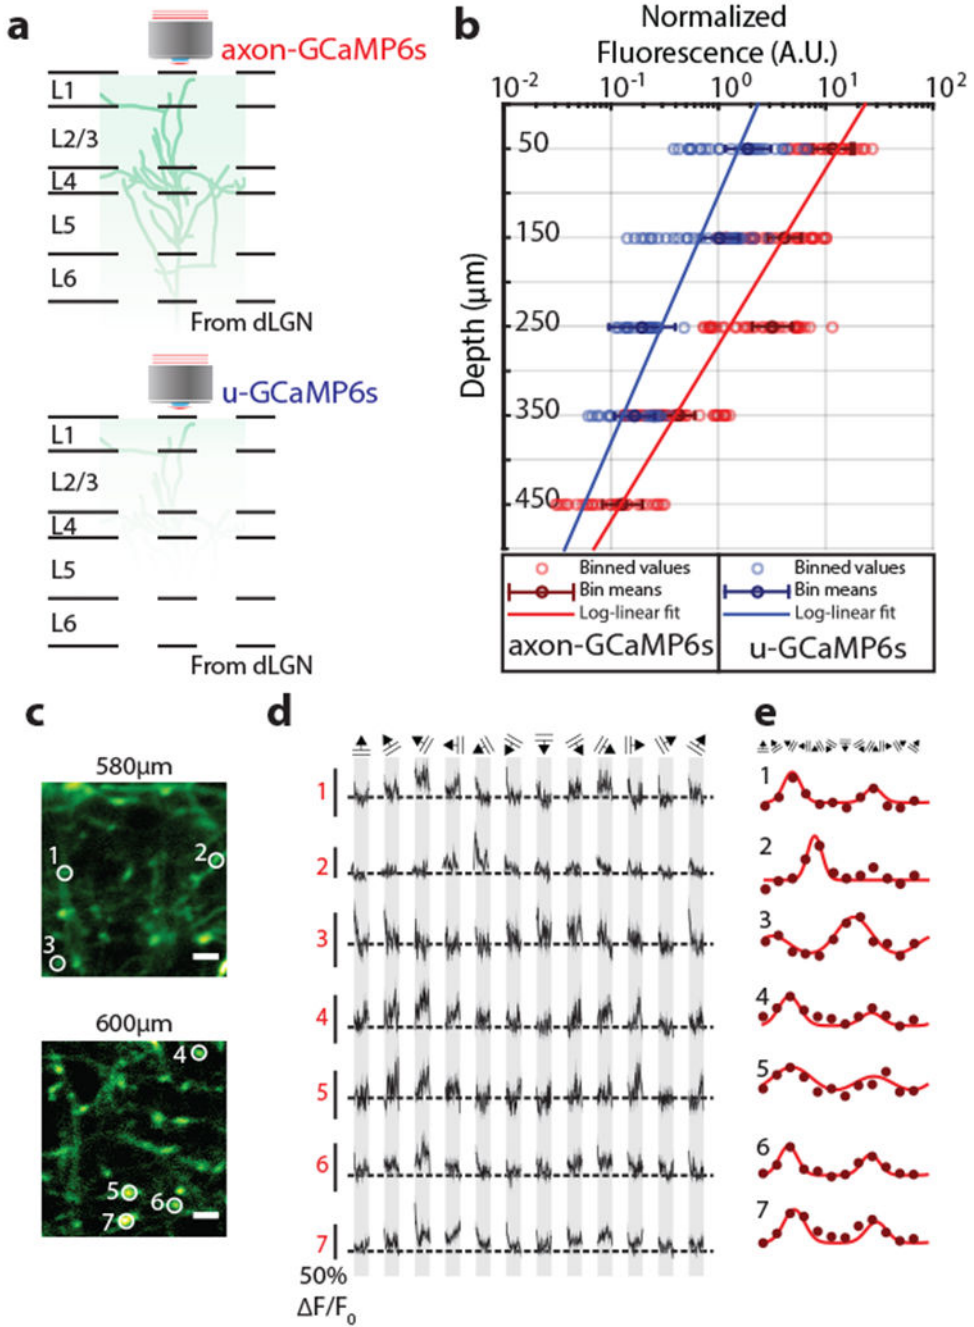 a
axon-GCaMP6s
L1
L2/3
L4
L5
L6
From dLGN
u-GCaMP6s
L1
L2/3
L4
L5
L6
From dLGN
b
Normalized
Fluorescence (A.U.)
10-2 10-1 100 101 102
Depth (μm)
50
150
250
350
450
Binned values
Bin means
Log-linear fit
axon-GCaMP6s
Binned values
Bin means
Log-linear fit
u-GCaMP6s
c
580μm
1
2
3
600μm
4
5
6
7
d
1
2
3
4
5
6
7
50%
ΔF/F0
e
1
2
3
4
5
6
7